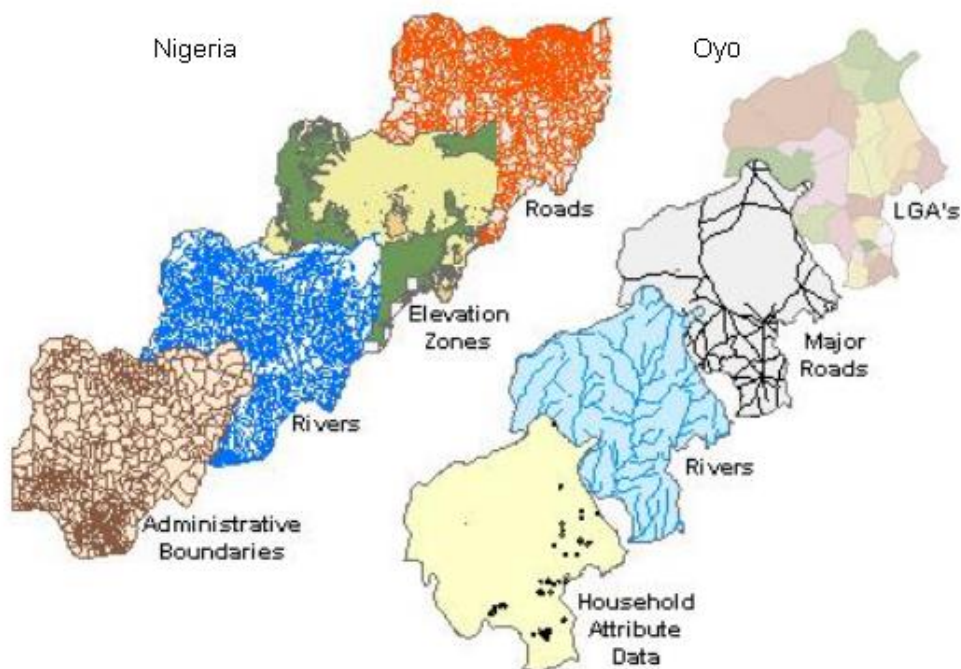 Nigeria
Oyo
Roads
LGA's
Elevation
Zones
Major
Roads
Rivers
Rivers
Administrative
Boundaries
Household
Attribute
Data